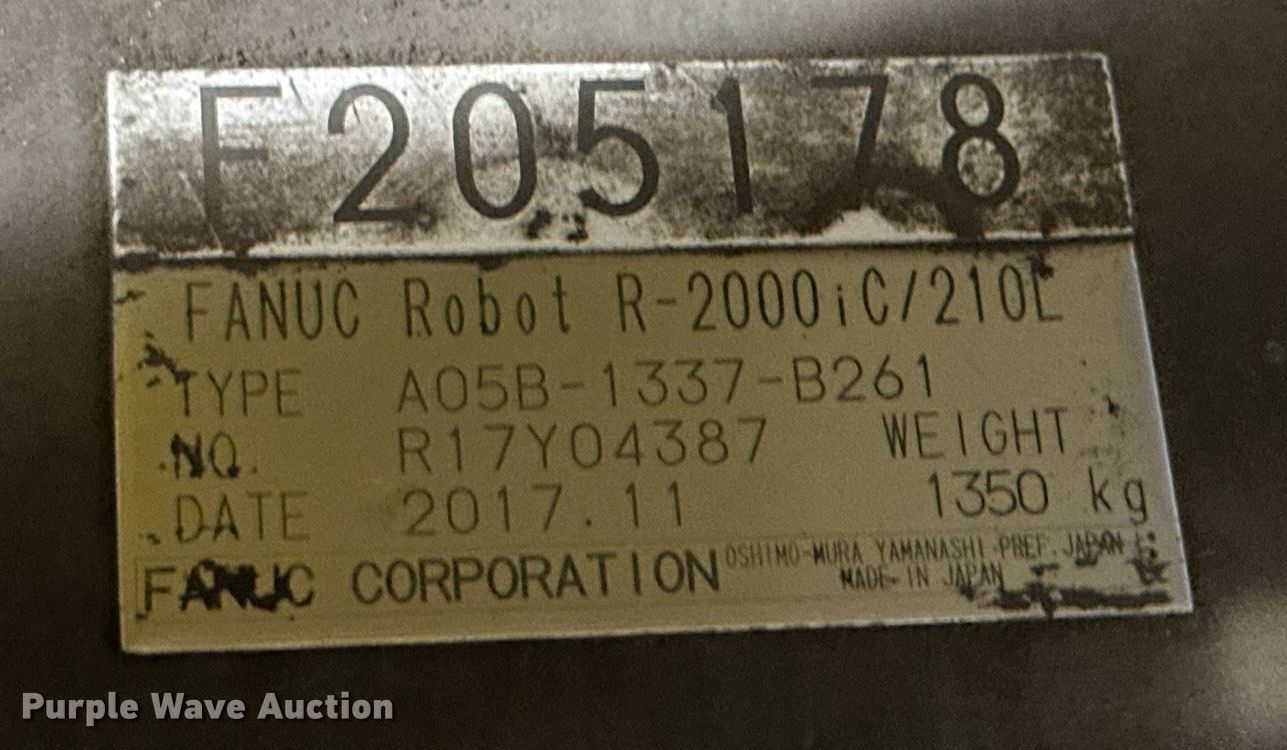 F205178
FANUC Robot R-2000iC/210L
TYPE A05B-1337-B261
NO. R17Y04387 WEIGHT
DATE 2017.11 1350 kg
FANUC CORPORATION OSHIMO-MURA YAMANASHI-PREF. JAPAN
MADE-IN JAPAN
Purple Wave Auction